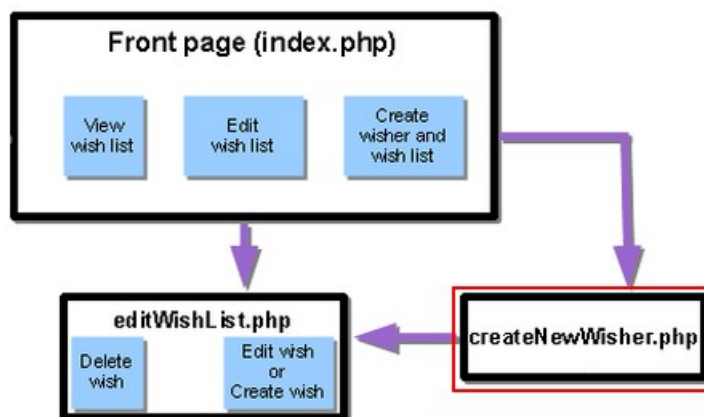 Front page (index.php)
View
wish list
Edit
wish list
Create
wisher and
wish list
editWishList.php
Delete
wish
Edit wish
or
Create wish
createNewWisher.php